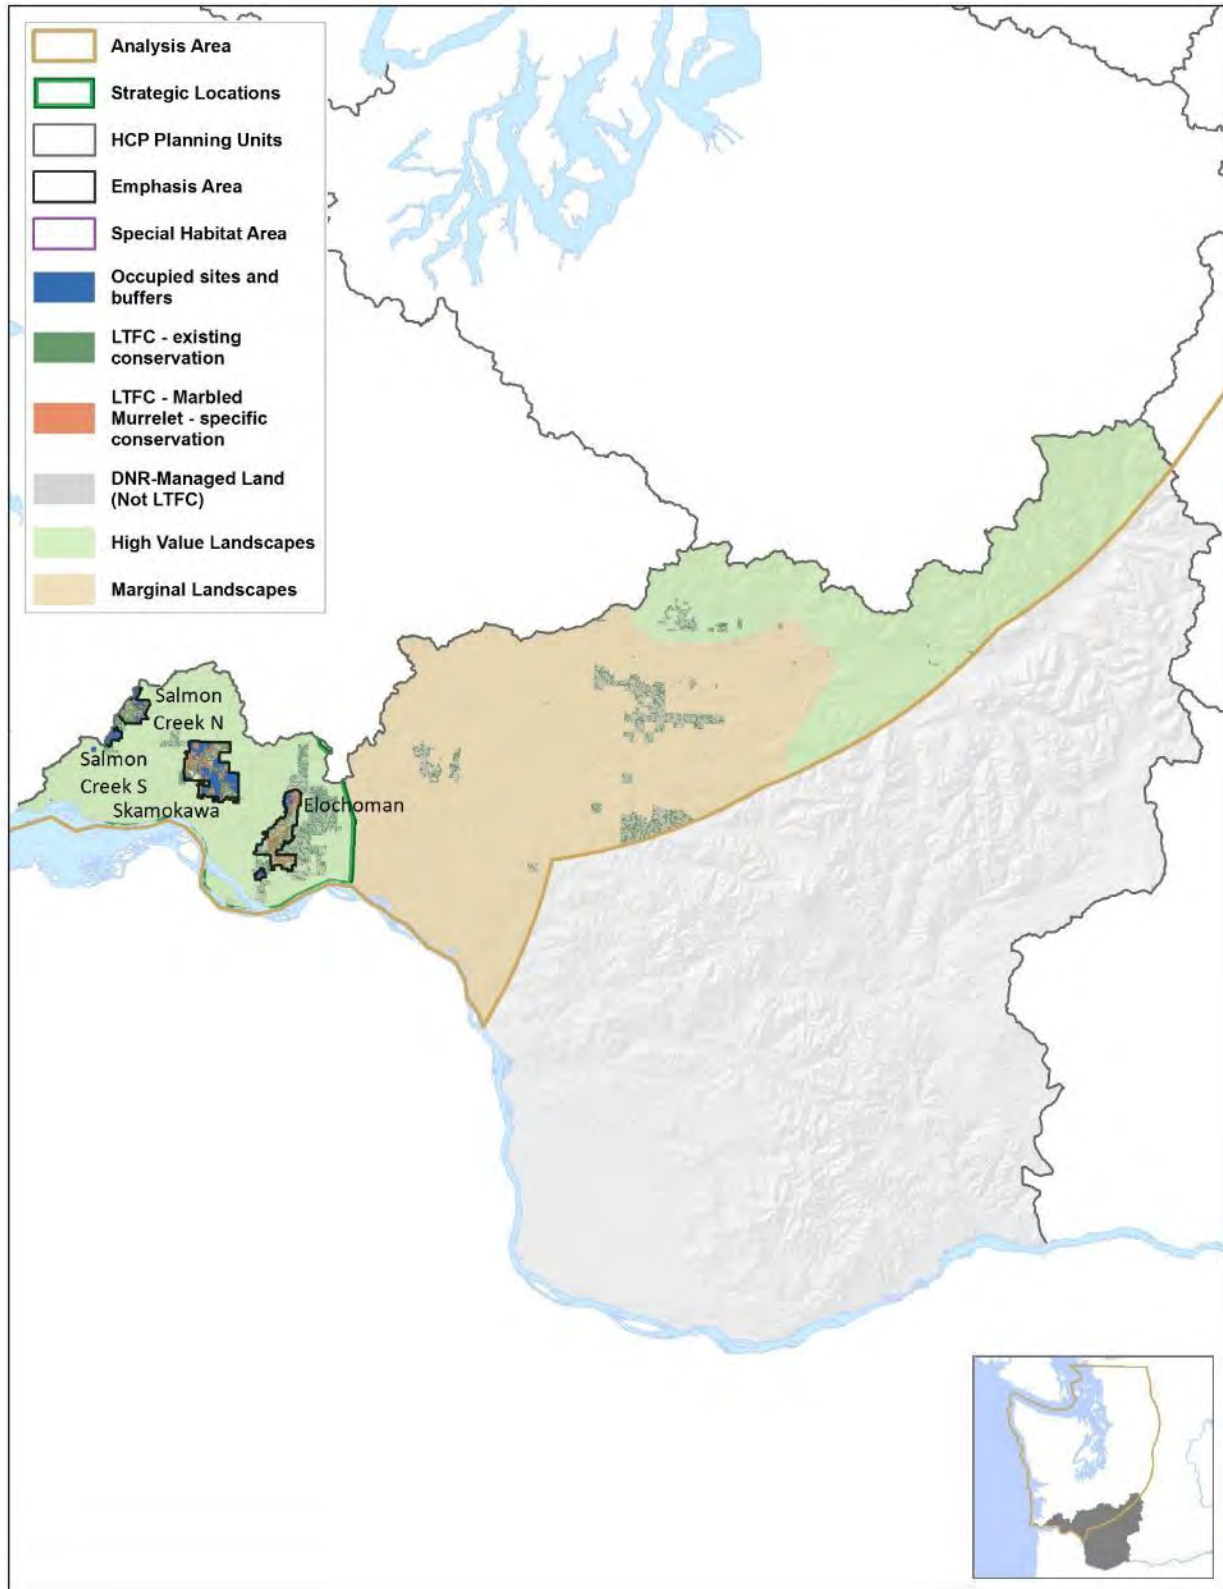 Analysis Area
Strategic Locations
HCP Planning Units
Emphasis Area
Special Habitat Area
Occupied sites and
buffers
LTFC - existing
conservation
LTFC - Marbled
Murrelet - specific
conservation
DNR-Managed Land
(Not LTFC)
High Value Landscapes
Marginal Landscapes
Salmon
Creek N
Salmon
Creek S
Skamokawa
Elochoman